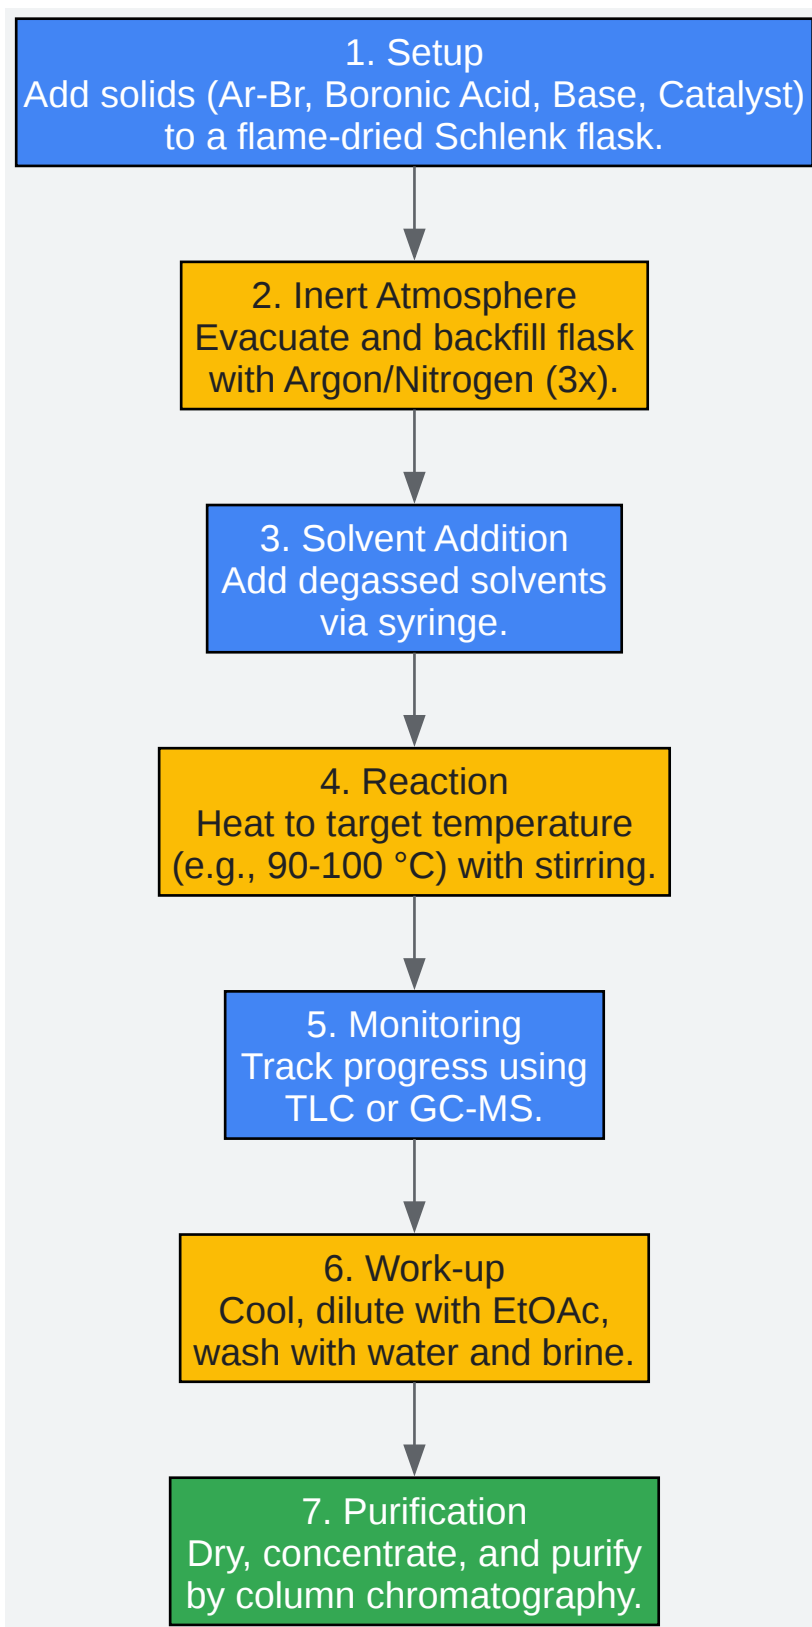 1. Setup
Add solids (Ar-Br, Boronic Acid, Base, Catalyst)
to a flame-dried Schlenk flask.
2. Inert Atmosphere
Evacuate and backfill flask
with Argon/Nitrogen (3x).
3. Solvent Addition
Add degassed solvents
via syringe.
4. Reaction
Heat to target temperature
(e.g., 90-100 °C) with stirring.
5. Monitoring
Track progress using
TLC or GC-MS.
6. Work-up
Cool, dilute with EtOAc,
wash with water and brine.
7. Purification
Dry, concentrate, and purify
by column chromatography.